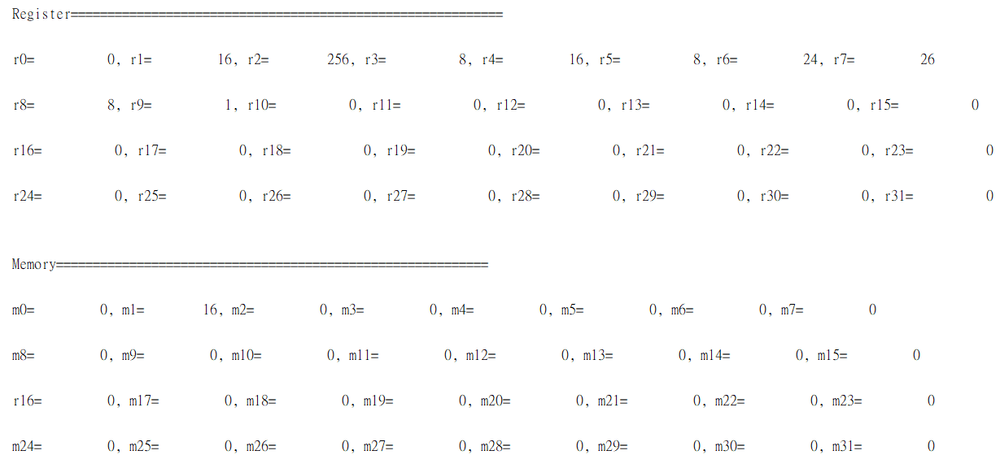 Register===========================================================
r0= 0, r1= 16, r2= 256, r3= 8, r4= 16, r5= 8, r6= 24, r7= 26
r8= 8, r9= 1, r10= 0, r11= 0, r12= 0, r13= 0, r14= 0, r15= 0
r16= 0, r17= 0, r18= 0, r19= 0, r20= 0, r21= 0, r22= 0, r23= 0
r24= 0, r25= 0, r26= 0, r27= 0, r28= 0, r29= 0, r30= 0, r31= 0
Memory===========================================================
m0= 0, m1= 16, m2= 0, m3= 0, m4= 0, m5= 0, m6= 0, m7= 0
m8= 0, m9= 0, m10= 0, m11= 0, m12= 0, m13= 0, m14= 0, m15= 0
r16= 0, m17= 0, m18= 0, m19= 0, m20= 0, m21= 0, m22= 0, m23= 0
m24= 0, m25= 0, m26= 0, m27= 0, m28= 0, m29= 0, m30= 0, m31= 0